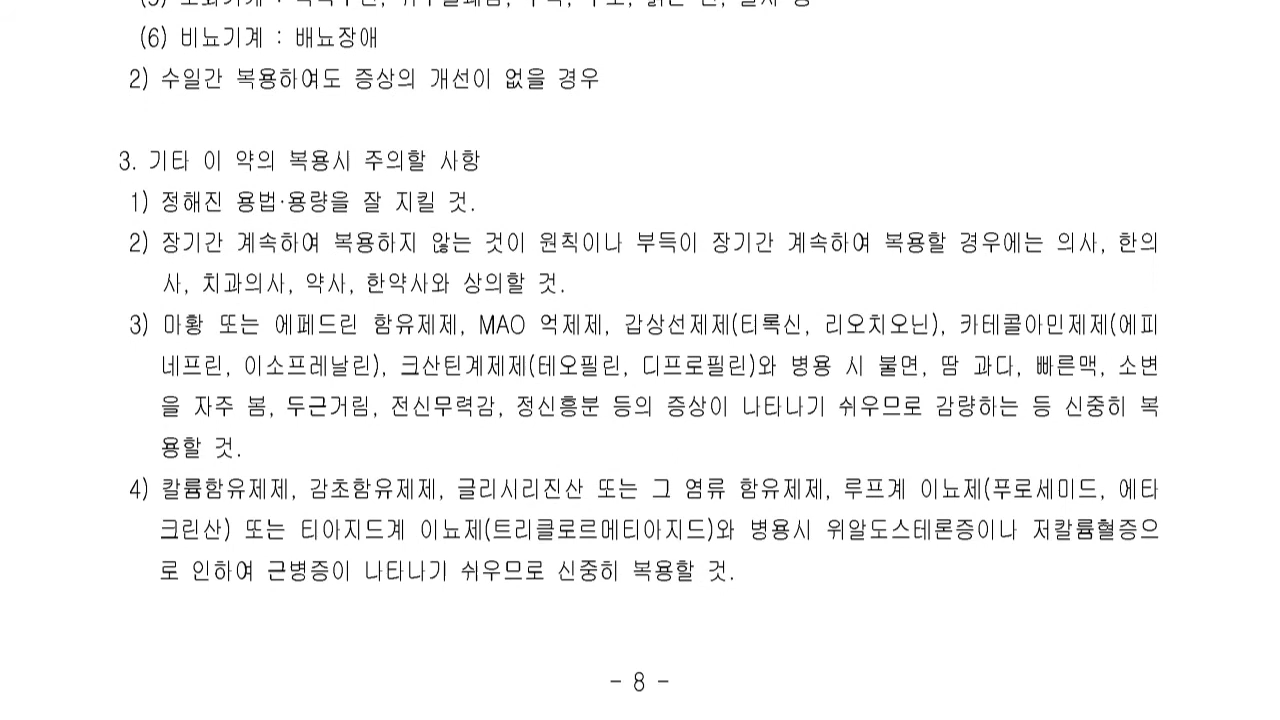 (6) 비뇨기계 : 배뇨장애
2) 수일간 복용하여도 증상의 개선이 없을 경우
3. 기타 이 약의 복용시 주의할 사항
1) 정해진 용법·용량을 잘 지킬 것.
2) 장기간 계속하여 복용하지 않는 것이 원칙이나 부득이 장기간 계속하여 복용할 경우에는 의사, 한의
사, 치과의사, 약사, 한약사와 상의할 것.
3) 마황 또는 에페드린 함유제제, MAO 억제제, 갑상선제제(티록신, 리오치오닌), 카테콜아민제제(에피
네프린, 이소프레날린), 크산틴계제제(테오필린, 디프로필린)와 병용 시 불면, 땀 과다, 빠른맥, 소변
을 자주 봄, 두근거림, 전신무력감, 정신흥분 등의 증상이 나타나기 쉬우므로 감량하는 등 신중히 복
용할 것.
4) 칼륨함유제제, 감초함유제제, 글리시리진산 또는 그 염류 함유제제, 루프계 이뇨제(푸로세미드, 에타
크린산) 또는 티아지드계 이뇨제(트리클로르메티아지드)와 병용시 위알도스테론증이나 저칼륨혈증으
로 인하여 근병증이 나타나기 쉬우므로 신중히 복용할 것.
- 8 -